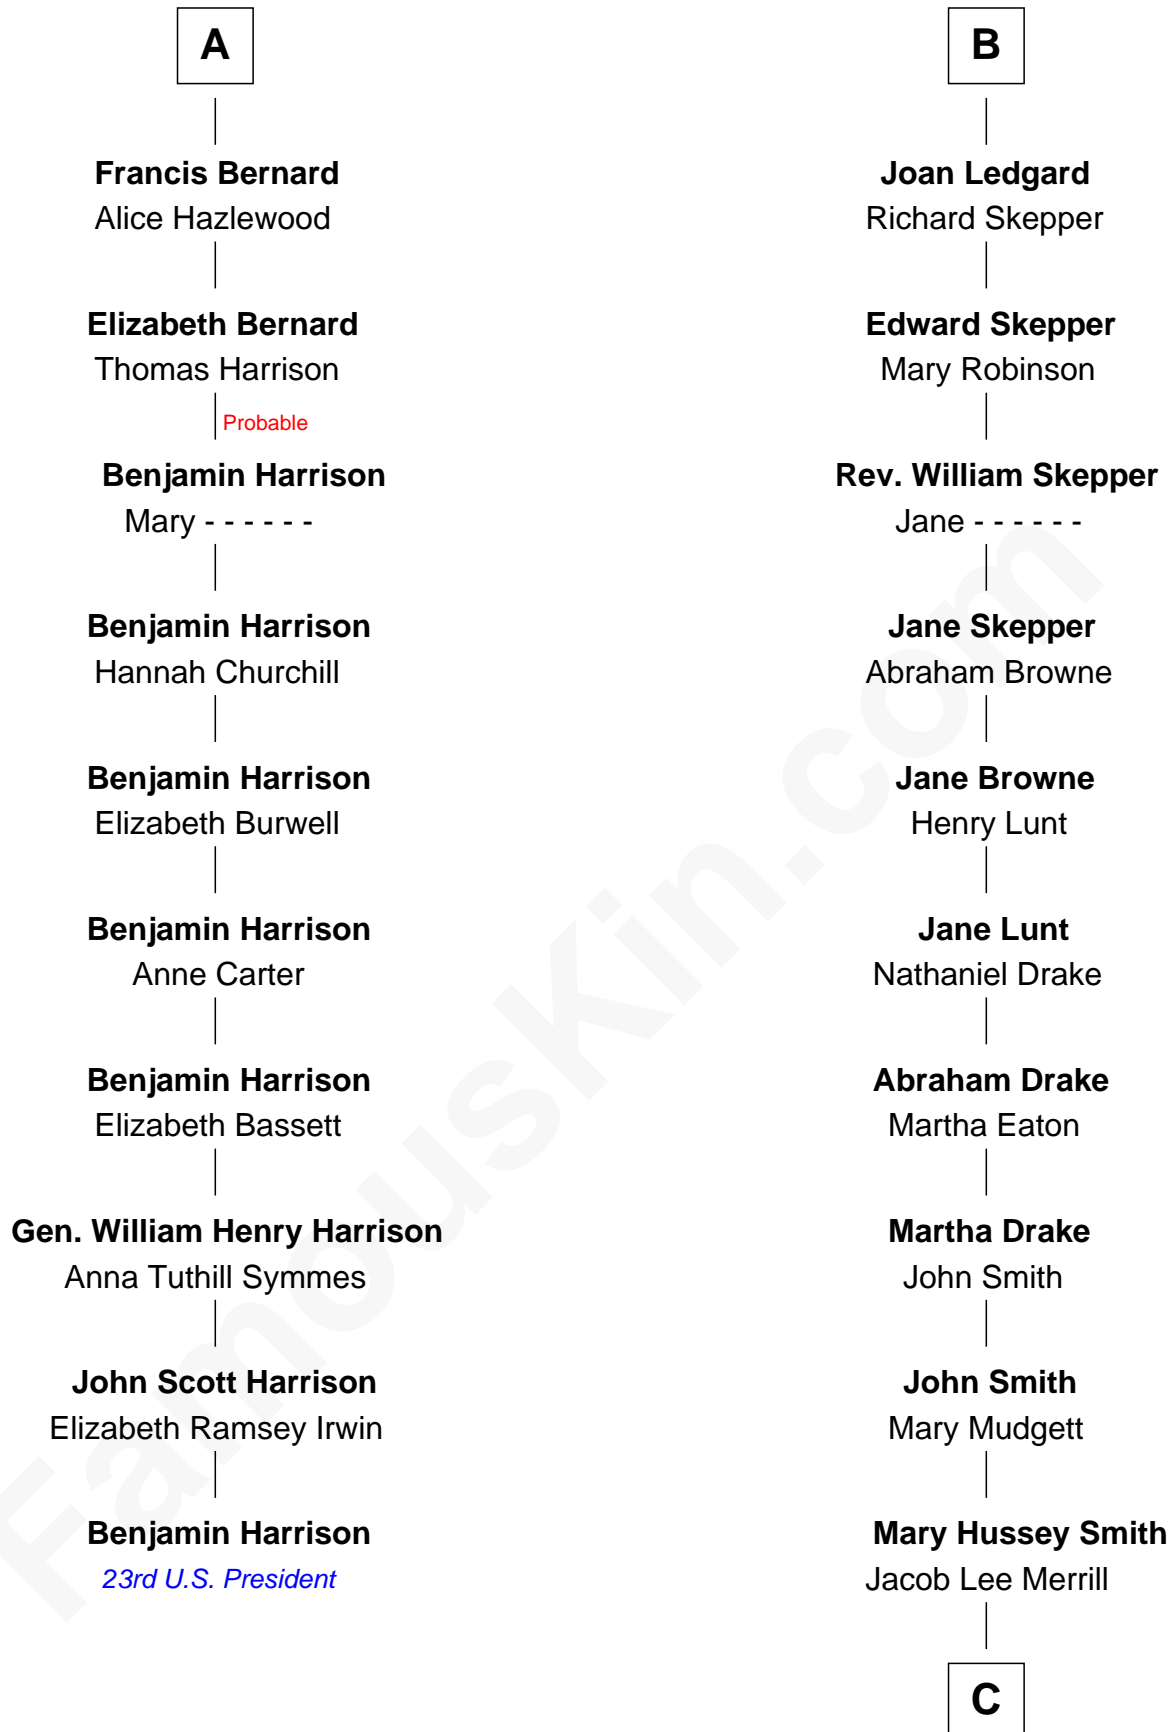 A
Francis Bernard
Alice Hazlewood
Elizabeth Bernard
Thomas Harrison
Probable
Benjamin Harrison
Mary - - - - - -
Benjamin Harrison
Hannah Churchill
Benjamin Harrison
Elizabeth Burwell
Benjamin Harrison
Anne Carter
Benjamin Harrison
Elizabeth Bassett
Gen. William Henry Harrison
Anna Tuthill Symmes
John Scott Harrison
Elizabeth Ramsey Irwin
Benjamin Harrison
23rd U.S. President
B
Joan Ledgard
Richard Skepper
Edward Skepper
Mary Robinson
Rev. William Skepper
Jane - - - - - -
Jane Skepper
Abraham Browne
Jane Browne
Henry Lunt
Jane Lunt
Nathaniel Drake
Abraham Drake
Martha Eaton
Martha Drake
John Smith
John Smith
Mary Mudgett
Mary Hussey Smith
Jacob Lee Merrill
C
FamousKin.com